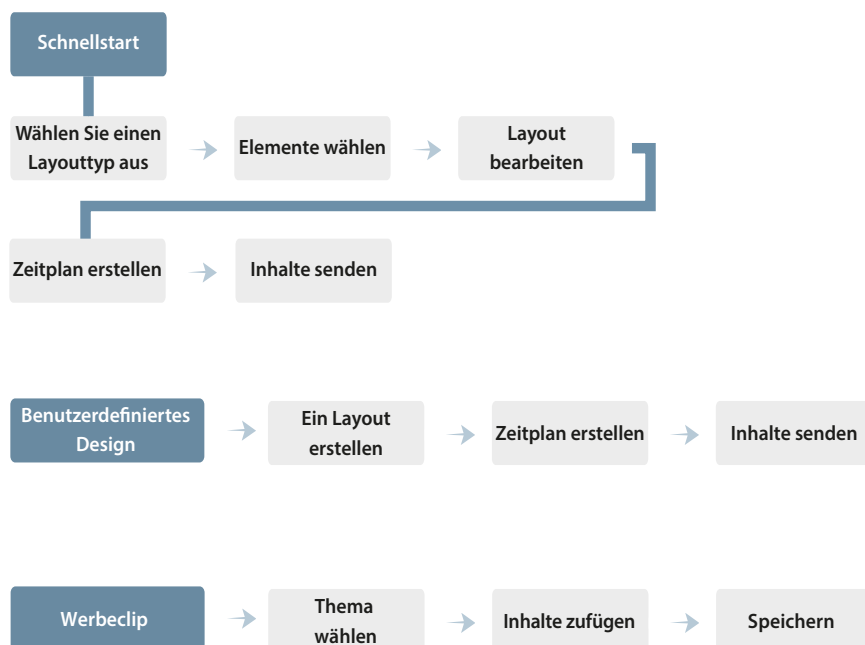 Schnellstart
Wählen Sie einen
Layouttyp aus
Elemente wählen
Layout
bearbeiten
Zeitplan erstellen
Inhalte senden
Benutzerdefiniertes
Design
Ein Layout
erstellen
Zeitplan erstellen
Inhalte senden
Werbeclip
Thema
wählen
Inhalte zufügen
Speichern